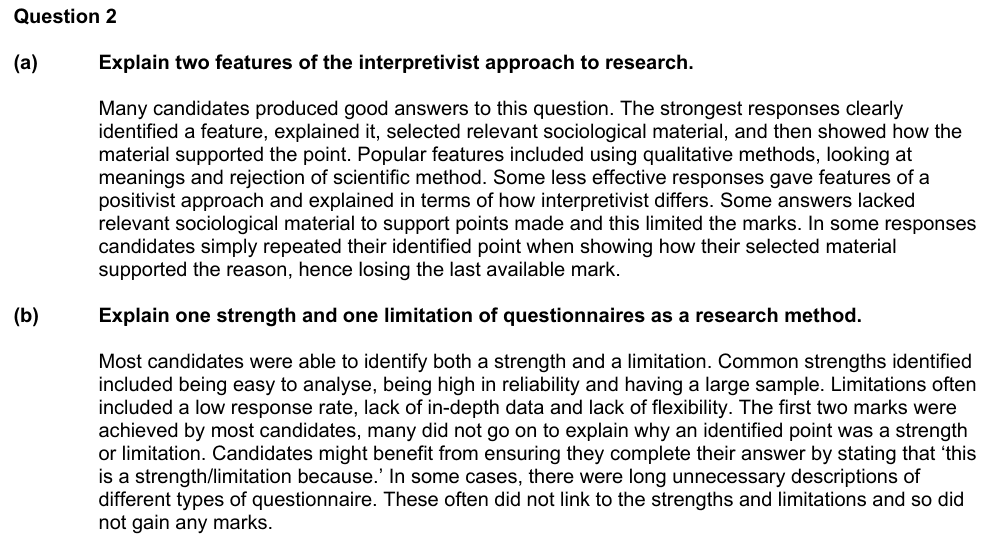 Question 2
(a) Explain two features of the interpretivist approach to research.
Many candidates produced good answers to this question. The strongest responses clearly
identified a feature, explained it, selected relevant sociological material, and then showed how the
material supported the point. Popular features included using qualitative methods, looking at
meanings and rejection of scientific method. Some less effective responses gave features of a
positivist approach and explained in terms of how interpretivist differs. Some answers lacked
relevant sociological material to support points made and this limited the marks. In some responses
candidates simply repeated their identified point when showing how their selected material
supported the reason, hence losing the last available mark.
(b) Explain one strength and one limitation of questionnaires as a research method.
Most candidates were able to identify both a strength and a limitation. Common strengths identified
included being easy to analyse, being high in reliability and having a large sample. Limitations often
included a low response rate, lack of in-depth data and lack of flexibility. The first two marks were
achieved by most candidates, many did not go on to explain why an identified point was a strength
or limitation. Candidates might benefit from ensuring they complete their answer by stating that ‘this
is a strength/limitation because.’ In some cases, there were long unnecessary descriptions of
different types of questionnaire. These often did not link to the strengths and limitations and so did
not gain any marks.